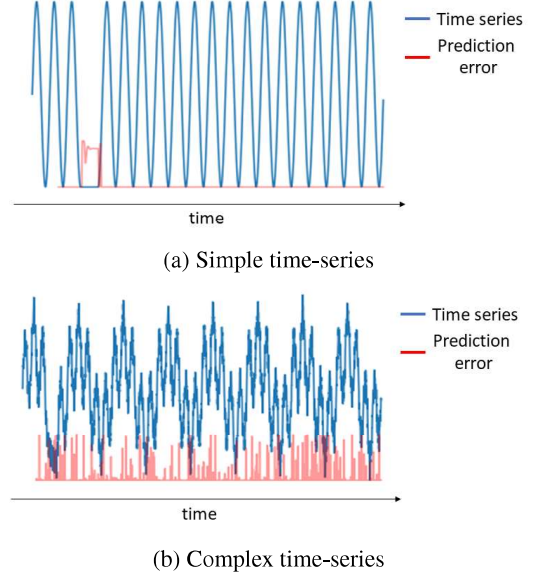 Time series
Prediction
error
time
(a) Simple time-series
Time series
Prediction
error
time
(b) Complex time-series